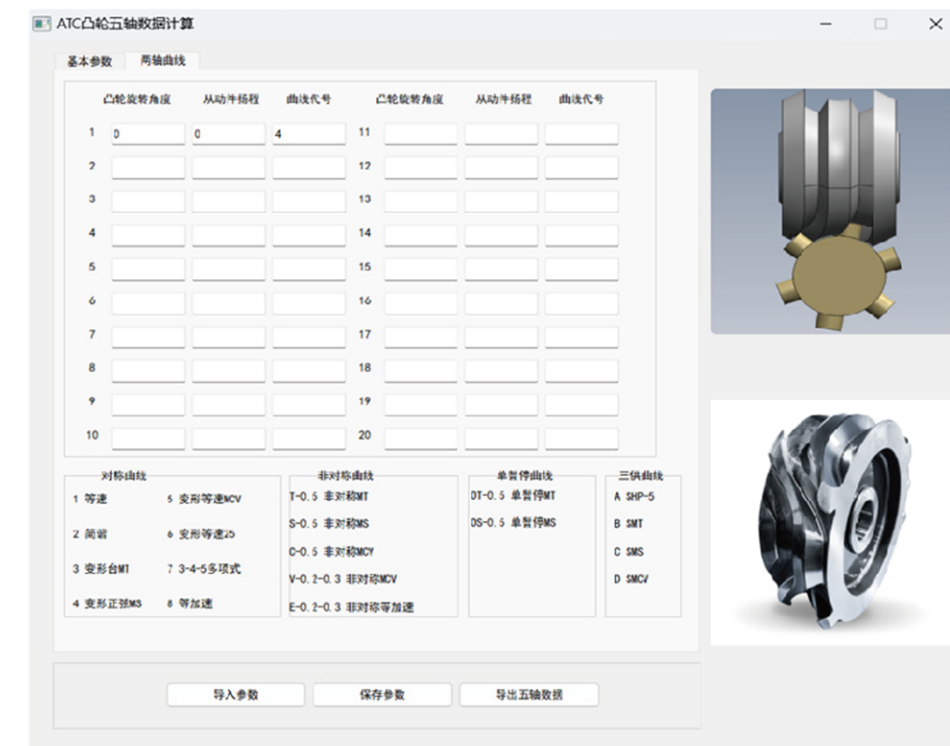 ATC凸轮五轴数据计算
基本参数 两轴曲线
凸轮旋转角度 从动件扬程 曲线代号 凸轮旋转角度 从动件扬程 曲线代号
1 0 0 4 11
2 12
3 13
4 14
5 15
6 16
7 17
8 18
9 19
10 20
对称曲线 非对称曲线 单暂停曲线 三供曲线
1 等速 5 变形等速MCV T-0.5 非对称MT DT-0.5 单暂停MT A SHP-5
2 简谐 6 变形等速25 S-0.5 非对称MS DS-0.5 单暂停MS B SMT
3 变形台MT 7 3-4-5多项式 C-0.5 非对称MCY C SMS
V-0.2-0.3 非对称MCV D SMCV
4 变形正弦MS 8 等加速 E-0.2-0.3 非对称等加速
导入参数 保存参数 导出五轴数据